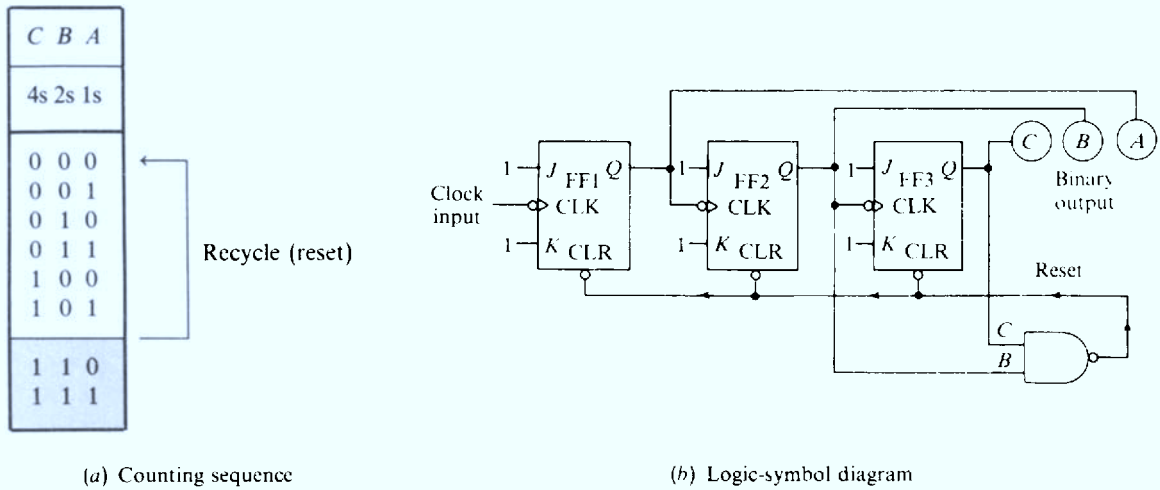 C B A
4s 2s 1s
0 0 0
0 0 1
0 1 0
0 1 1
1 0 0
1 0 1
1 1 0
1 1 1
Recycle (reset)
(a) Counting sequence
C B A
Binary
output
1 J Q
FF1
Clock
input
CLK
1 K CLR
1 J Q
FF2
CLK
1 K CLR
1 J Q
FF3
CLK
1 K CLR
Reset
C
B
(b) Logic-symbol diagram